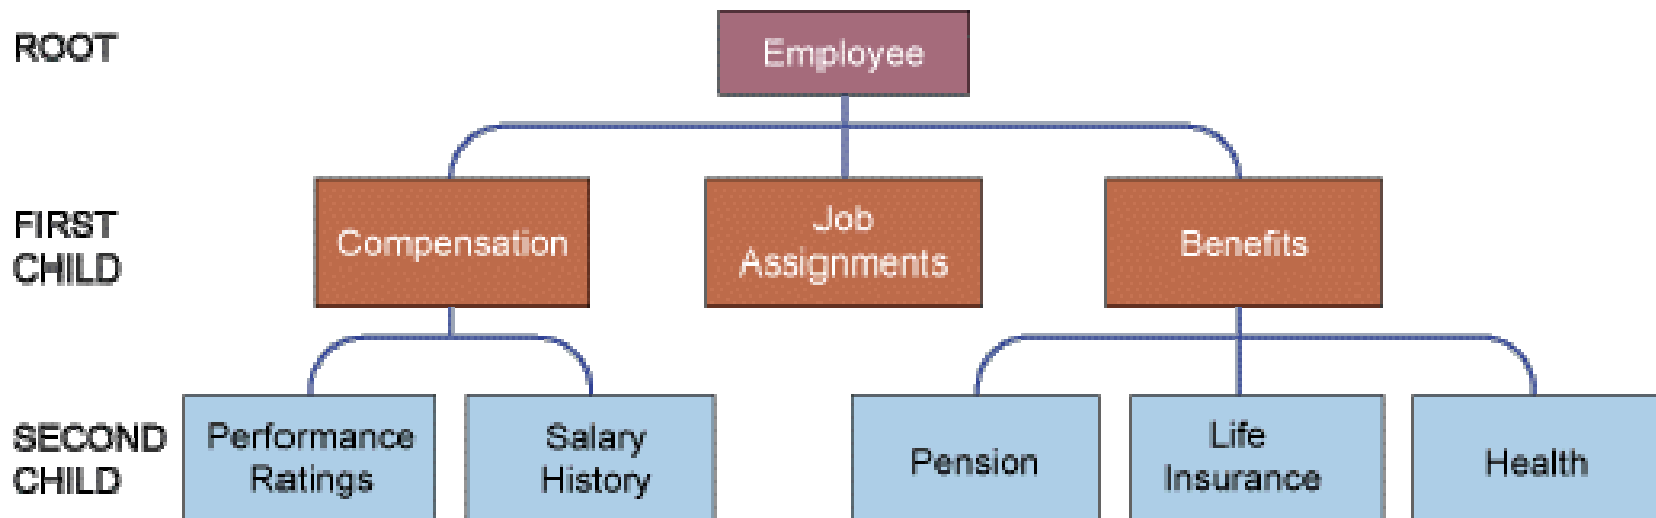 ROOT
Employee
FIRST
CHILD
Compensation
Job
Assignments
Benefits
SECOND
CHILD
Performance
Ratings
Salary
History
Pension
Life
Insurance
Health